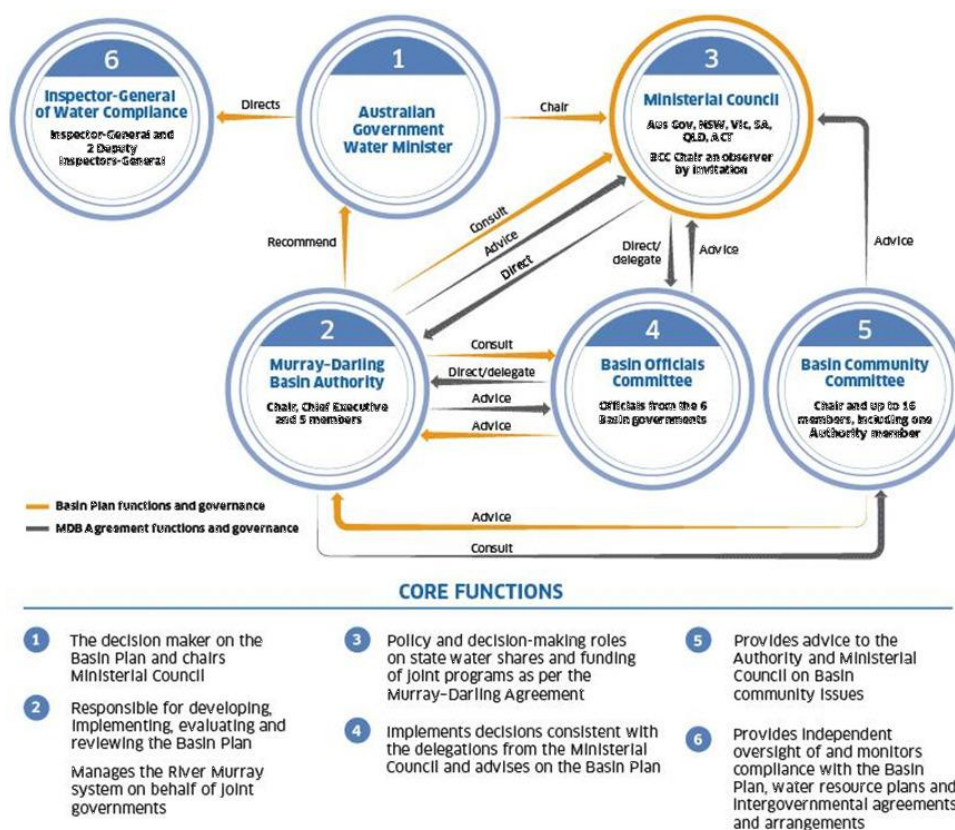 6
Inspector-General
of Water Compliance
Inspector-General and
2 Deputy
Inspectors-General
Directs
1
Australian
Government
Water Minister
Chair
3
Ministerial Council
Aus Gov, NSW, Vic, SA,
QLD, ACT
BCC Chair an observer
by invitation
Recommend
Consult
Advice
Direct
Direct/
delegate
Advice
Advice
2
Murray–Darling
Basin Authority
Chair, Chief Executive
and 5 members
Consult
Direct/delegate
Advice
Advice
4
Basin Officials
Committee
Officials from the 6
Basin governments
5
Basin Community
Committee
Chair and up to 16
members, including one
Authority member
Basin Plan functions and governance
MDB Agreement functions and governance
Advice
Consult
CORE FUNCTIONS
1
The decision maker on the
Basin Plan and chairs
Ministerial Council
2
Responsible for developing,
implementing, evaluating and
reviewing the Basin Plan
Manages the River Murray
system on behalf of joint
governments
3
Policy and decision-making roles
on state water shares and funding
of joint programs as per the
Murray–Darling Agreement
4
Implements decisions consistent with
the delegations from the Ministerial
Council and advises on the Basin Plan
5
Provides advice to the
Authority and Ministerial
Council on Basin
community issues
6
Provides independent
oversight of and monitors
compliance with the Basin
Plan, water resource plans and
intergovernmental agreements
and arrangements